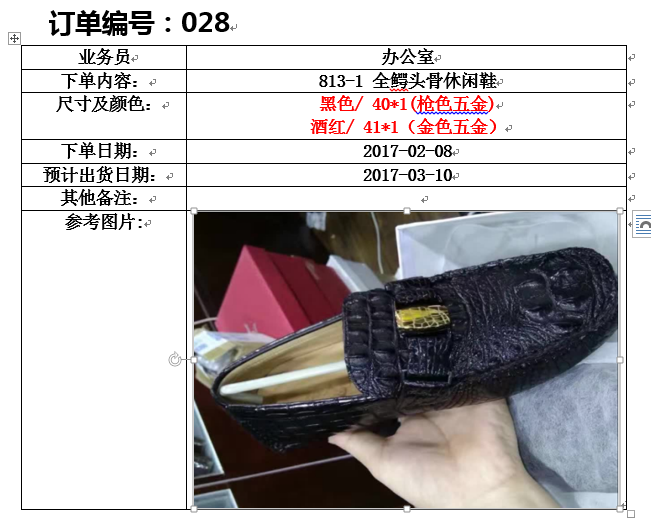 订单编号：028
业务员 办公室
下单内容： 813-1 全鳄头骨休闲鞋
尺寸及颜色： 黑色/ 40*1(枪色五金)
酒红/ 41*1（金色五金）
下单日期： 2017-02-08
预计出货日期： 2017-03-10
其他备注：
参考图片: